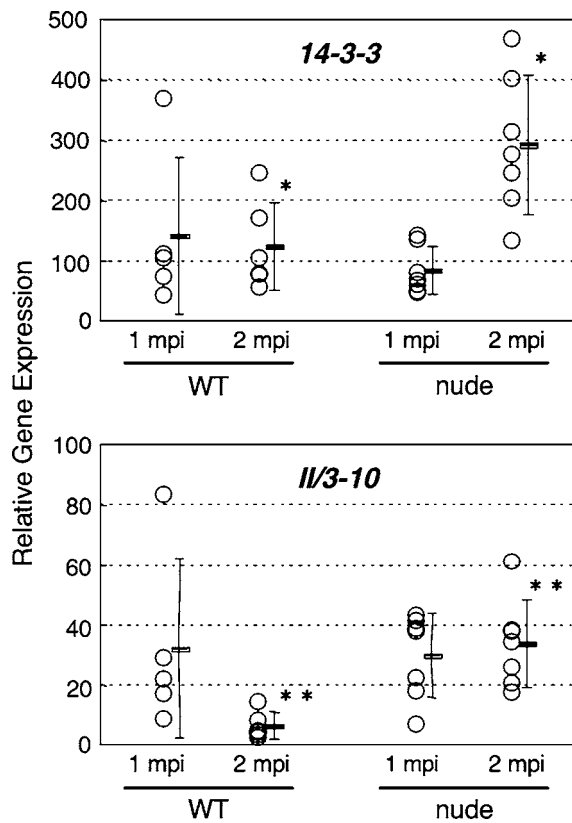 Relative Gene Expression
14-3-3
500
400
300
200
100
0
*
*
1 mpi 2 mpi 1 mpi 2 mpi
WT nude
II/3-10
100
80
60
40
20
0
* *
* *
1 mpi 2 mpi 1 mpi 2 mpi
WT nude